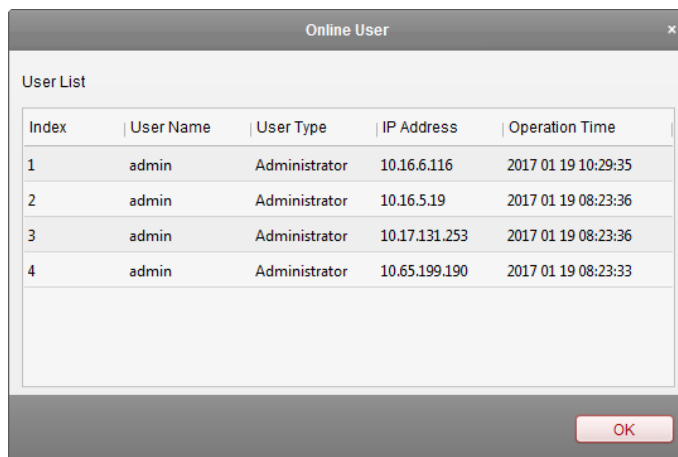 Online User
×
User List
Index User Name User Type IP Address Operation Time
1 admin Administrator 10.16.6.116 2017 01 19 10:29:35
2 admin Administrator 10.16.5.19 2017 01 19 08:23:36
3 admin Administrator 10.17.131.253 2017 01 19 08:23:36
4 admin Administrator 10.65.199.190 2017 01 19 08:23:33
OK